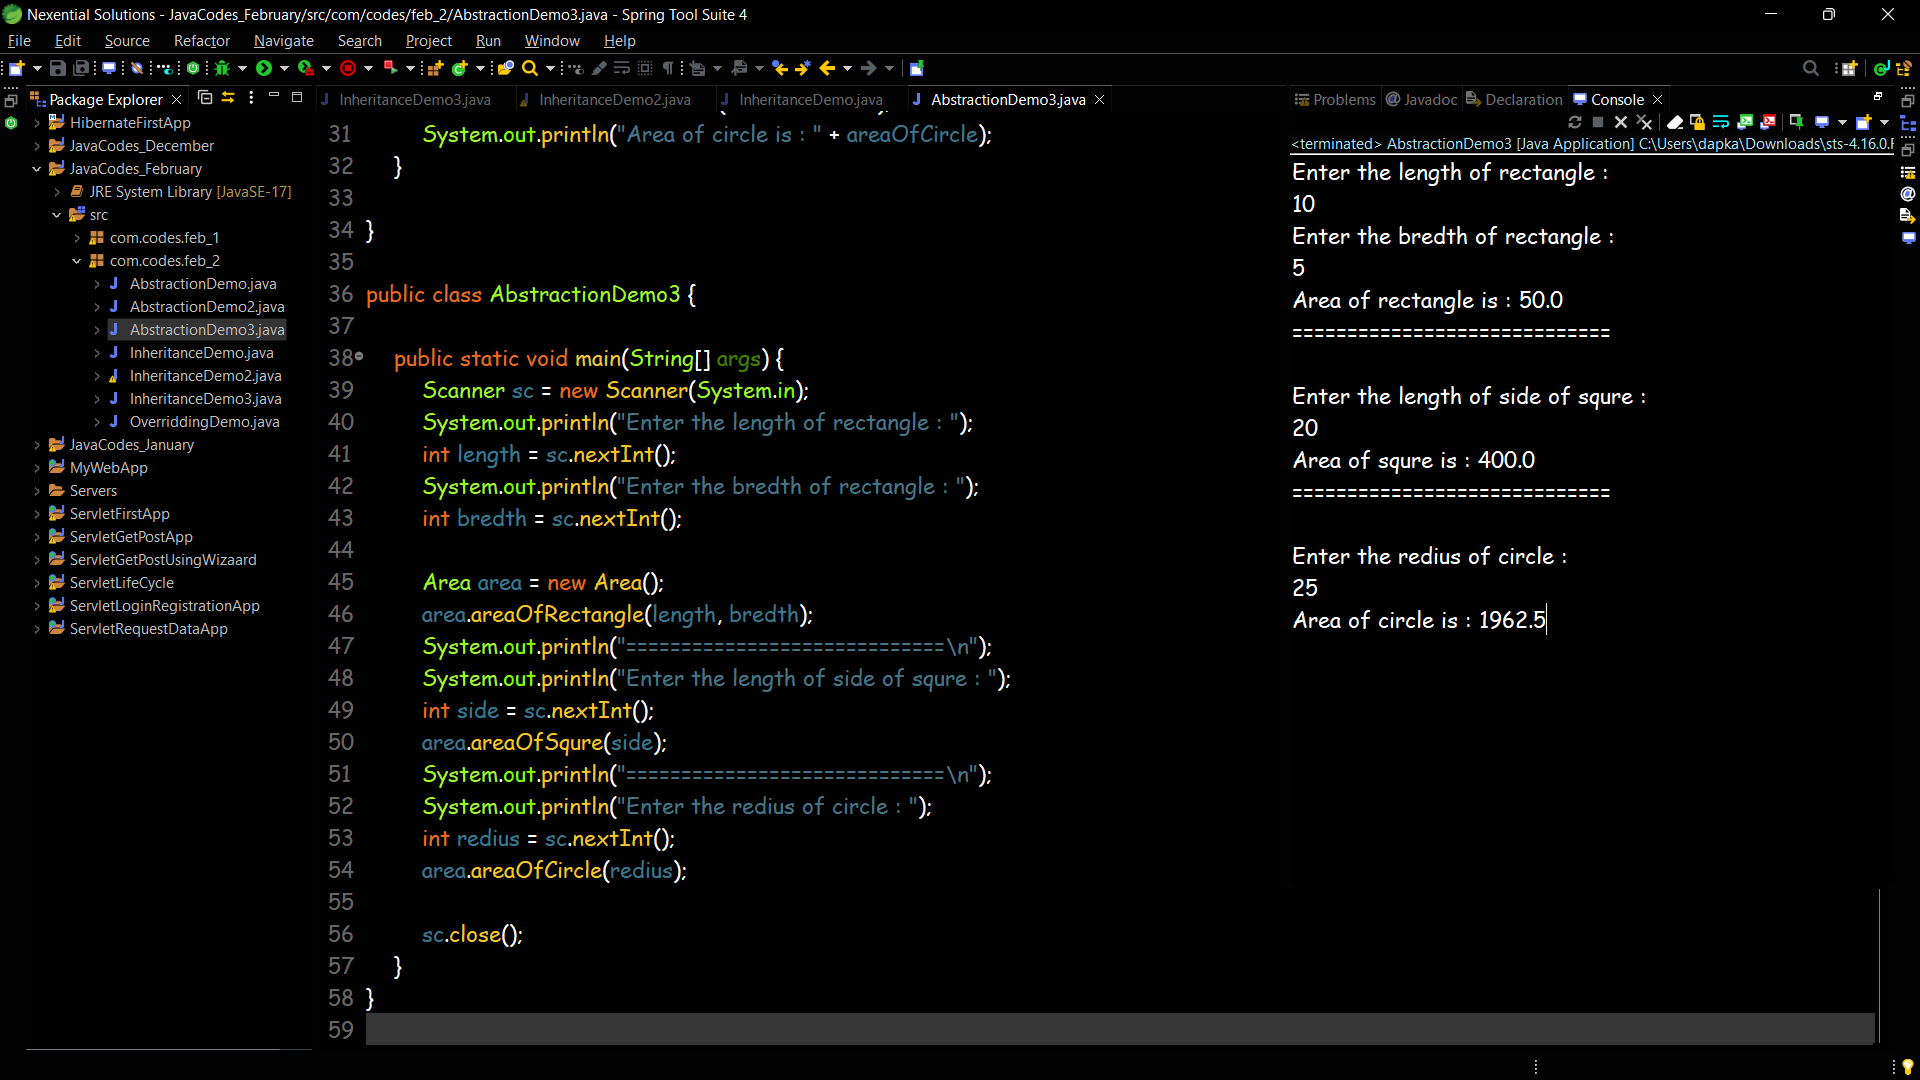 Nexential Solutions - JavaCodes_February/src/com/codes/feb_2/AbstractionDemo3.java - Spring Tool Suite 4
File Edit Source Refactor Navigate Search Project Run Window Help
Package Explorer
HibernateFirstApp
JavaCodes_December
JavaCodes_February
JRE System Library [JavaSE-17]
src
com.codes.feb_1
com.codes.feb_2
AbstractionDemo.java
AbstractionDemo2.java
AbstractionDemo3.java
InheritanceDemo.java
InheritanceDemo2.java
InheritanceDemo3.java
OverriddingDemo.java
JavaCodes_January
MyWebApp
Servers
ServletFirstApp
ServletGetPostApp
ServletGetPostUsingWizaard
ServletLifeCycle
ServletLoginRegistrationApp
ServletRequestDataApp
InheritanceDemo3.java InheritanceDemo2.java InheritanceDemo.java AbstractionDemo3.java
31 System.out.println("Area of circle is : " + areaOfCircle);
32 }
33
34 }
35
36 public class AbstractionDemo3 {
37
38 public static void main(String[] args) {
39 Scanner sc = new Scanner(System.in);
40 System.out.println("Enter the length of rectangle : ");
41 int length = sc.nextInt();
42 System.out.println("Enter the bredth of rectangle : ");
43 int bredth = sc.nextInt();
44
45 Area area = new Area();
46 area.areaOfRectangle(length, bredth);
47 System.out.println("=============================\n");
48 System.out.println("Enter the length of side of squre : ");
49 int side = sc.nextInt();
50 area.areaOfSqure(side);
51 System.out.println("=============================\n");
52 System.out.println("Enter the redius of circle : ");
53 int redius = sc.nextInt();
54 area.areaOfCircle(redius);
55
56 sc.close();
57 }
58 }
59
Problems Javadoc Declaration Console
<terminated> AbstractionDemo3 [Java Application] C:\Users\dapka\Downloads\sts-4.16.0.
Enter the length of rectangle :
10
Enter the bredth of rectangle :
5
Area of rectangle is : 50.0
=============================
Enter the length of side of squre :
20
Area of squre is : 400.0
=============================
Enter the redius of circle :
25
Area of circle is : 1962.5